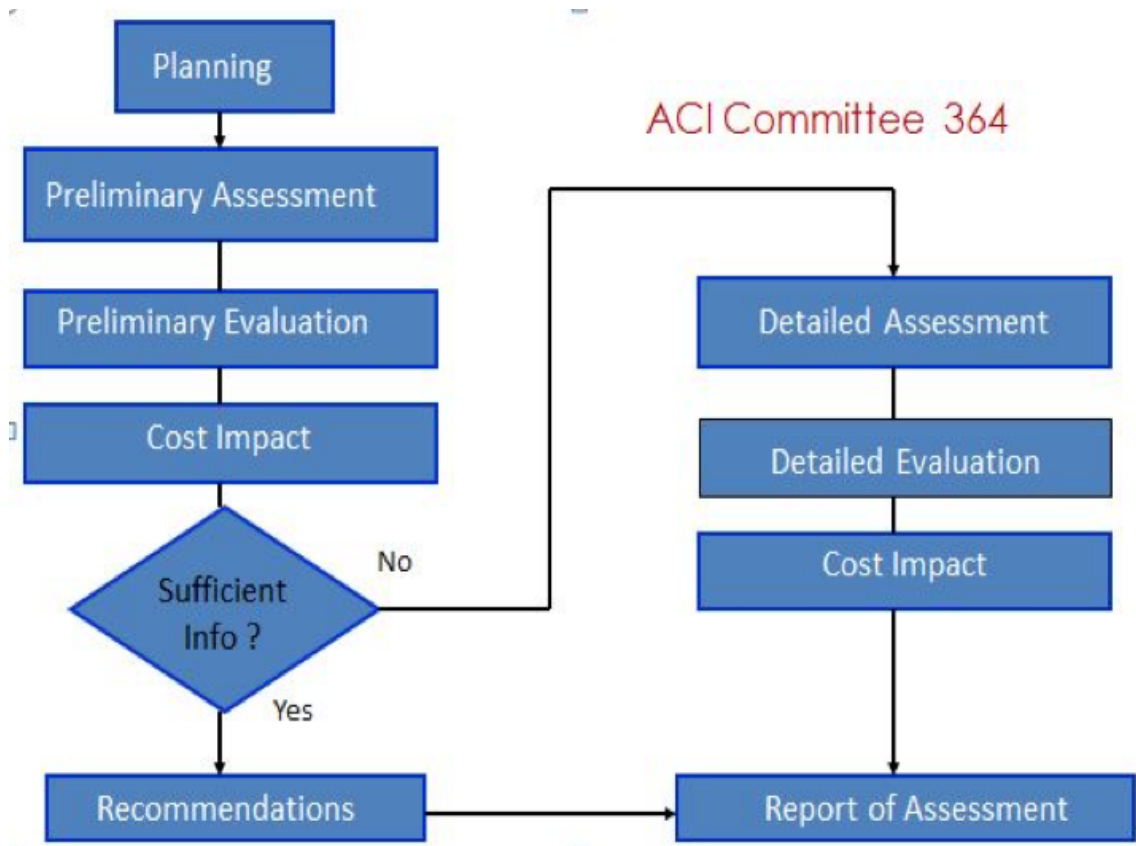 Planning
ACI Committee 364
Preliminary Assessment
Preliminary Evaluation
Detailed Assessment
Cost Impact
Detailed Evaluation
No
Cost Impact
Sufficient
Info ?
Yes
Recommendations
Report of Assessment